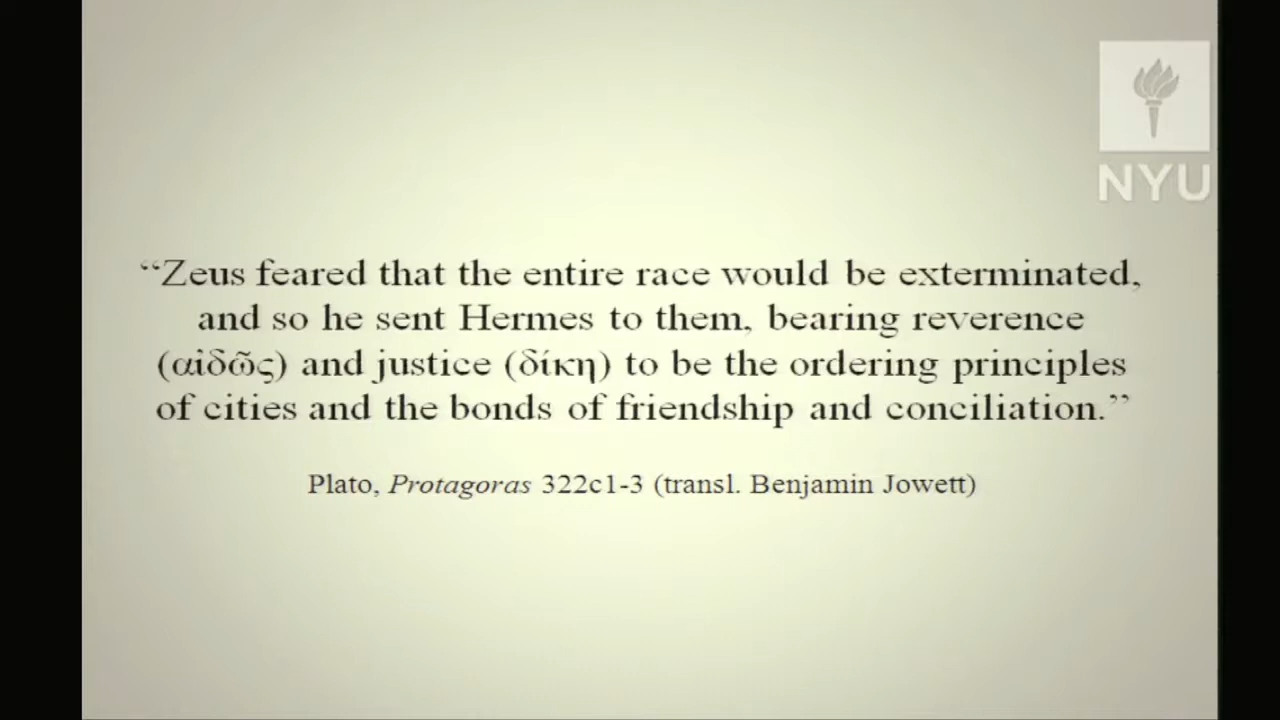 NYU
“Zeus feared that the entire race would be exterminated,
and so he sent Hermes to them, bearing reverence
(αἰδῶς) and justice (δίκη) to be the ordering principles
of cities and the bonds of friendship and conciliation.”
Plato, Protagoras 322c1-3 (transl. Benjamin Jowett)